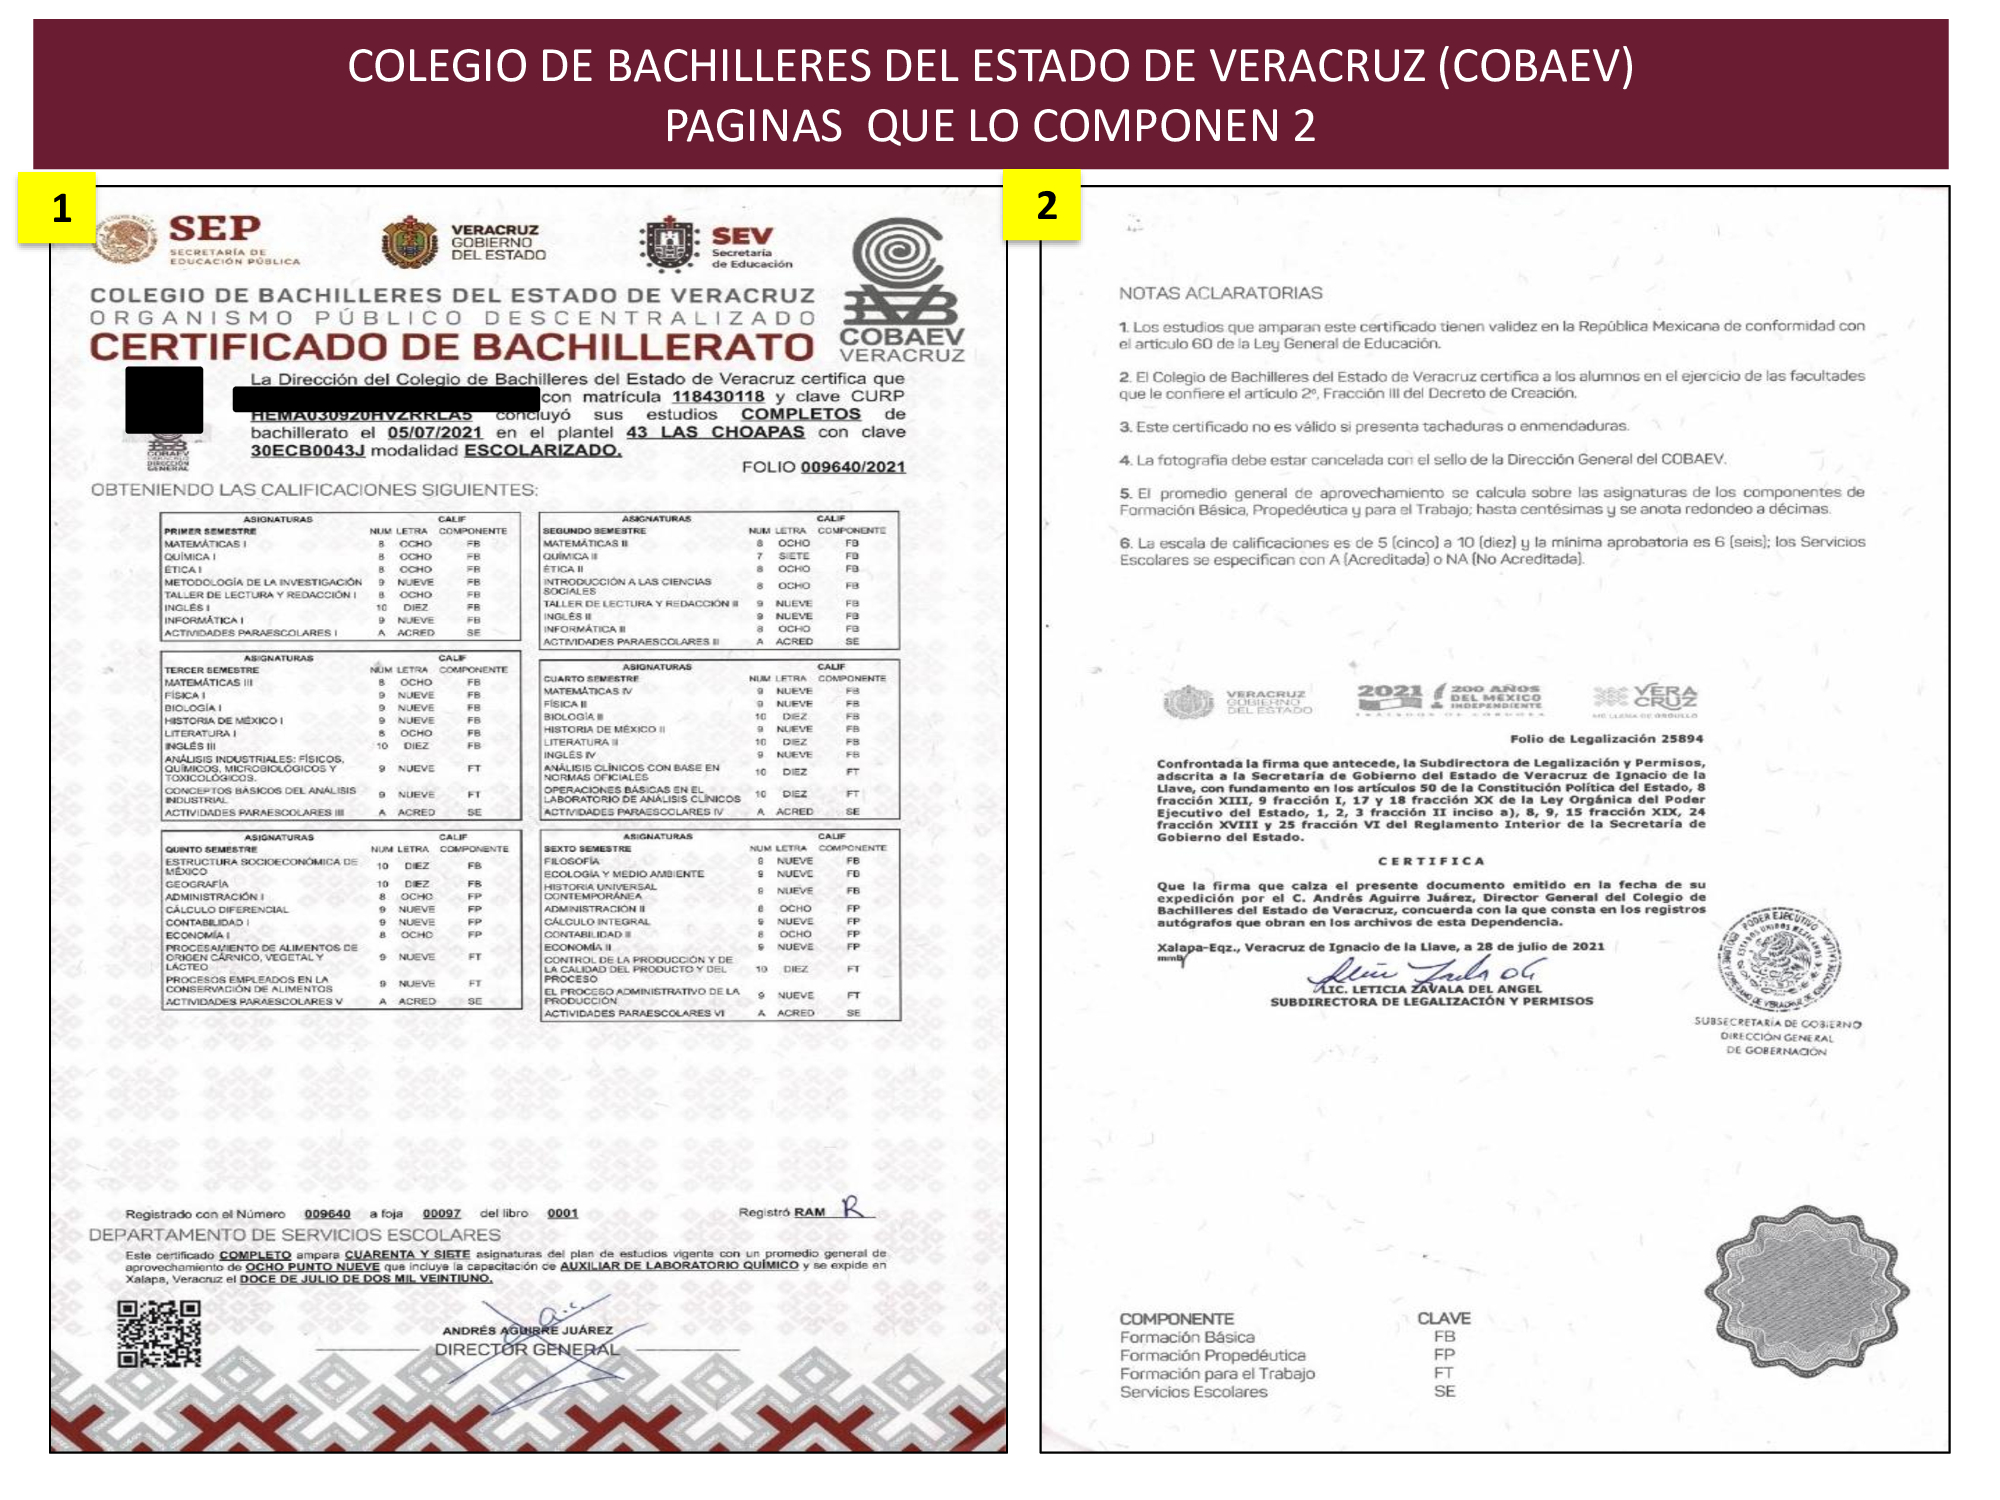 COLEGIO DE BACHILLERES DEL ESTADO DE VERACRUZ (COBAEV)
PAGINAS QUE LO COMPONEN 2
1
SEP
SECRETARÍA DE
EDUCACIÓN PÚBLICA
VERACRUZ
GOBIERNO
DEL ESTADO
SEV
Secretaría
de Educación
COBAEV
VERACRUZ
COLEGIO DE BACHILLERES DEL ESTADO DE VERACRUZ
ORGANISMO PÚBLICO DESCENTRALIZADO
CERTIFICADO DE BACHILLERATO
La Dirección del Colegio de Bachilleres del Estado de Veracruz certifica que
con matrícula 118430118 y clave CURP
concluyó sus estudios COMPLETOS de
bachillerato el 05/07/2021 en el plantel 43 LAS CHOAPAS con clave
30ECB0043J modalidad ESCOLARIZADO.
COBAEV
DIRECCIÓN
GENERAL
FOLIO 009640/2021
OBTENIENDO LAS CALIFICACIONES SIGUIENTES:
ASIGNATURAS CALIF
PRIMER SEMESTRE NUM LETRA COMPONENTE
MATEMÁTICAS I 8 OCHO FB
QUÍMICA I 8 OCHO FB
ÉTICA I 8 OCHO FB
METODOLOGÍA DE LA INVESTIGACIÓN 9 NUEVE FB
TALLER DE LECTURA Y REDACCIÓN I 8 OCHO FB
INGLÉS I 10 DIEZ FB
INFORMÁTICA I 9 NUEVE FB
ACTIVIDADES PARAESCOLARES I A ACRED SE
ASIGNATURAS CALIF
SEGUNDO SEMESTRE NUM LETRA COMPONENTE
MATEMÁTICAS II 8 OCHO FB
QUÍMICA II 7 SIETE FB
ÉTICA II 8 OCHO FB
INTRODUCCIÓN A LAS CIENCIAS
SOCIALES 8 OCHO FB
TALLER DE LECTURA Y REDACCIÓN II 9 NUEVE FB
INGLÉS II 9 NUEVE FB
INFORMÁTICA II 8 OCHO FB
ACTIVIDADES PARAESCOLARES II A ACRED SE
ASIGNATURAS CALIF
TERCER SEMESTRE NUM LETRA COMPONENTE
MATEMÁTICAS III 8 OCHO FB
FÍSICA I 9 NUEVE FB
BIOLOGÍA I 9 NUEVE FB
HISTORIA DE MÉXICO I 9 NUEVE FB
LITERATURA I 8 OCHO FB
INGLÉS III 10 DIEZ FB
ANÁLISIS INDUSTRIALES: FÍSICOS,
QUÍMICOS, MICROBIOLÓGICOS Y 9 NUEVE FT
TOXICOLÓGICOS.
CONCEPTOS BÁSICOS DEL ANÁLISIS
INDUSTRIAL 9 NUEVE FT
ACTIVIDADES PARAESCOLARES III A ACRED SE
ASIGNATURAS CALIF
CUARTO SEMESTRE NUM LETRA COMPONENTE
MATEMÁTICAS IV 9 NUEVE FB
FÍSICA II 9 NUEVE FB
BIOLOGÍA II 10 DIEZ FB
HISTORIA DE MÉXICO II 9 NUEVE FB
LITERATURA II 10 DIEZ FB
INGLÉS IV 9 NUEVE FB
ANÁLISIS CLÍNICOS CON BASE EN
NORMAS OFICIALES 10 DIEZ FT
OPERACIONES BÁSICAS EN EL
LABORATORIO DE ANÁLISIS CLÍNICOS 10 DIEZ FT
ACTIVIDADES PARAESCOLARES IV A ACRED SE
ASIGNATURAS CALIF
QUINTO SEMESTRE NUM LETRA COMPONENTE
ESTRUCTURA SOCIOECONÓMICA DE
MÉXICO 10 DIEZ FB
GEOGRAFÍA 10 DIEZ FB
ADMINISTRACIÓN I 8 OCHO FP
CÁLCULO DIFERENCIAL 9 NUEVE FP
CONTABILIDAD I 9 NUEVE FP
ECONOMÍA I 8 OCHO FP
PROCESAMIENTO DE ALIMENTOS DE
ORIGEN CÁRNICO, VEGETAL Y 9 NUEVE FT
LÁCTEO
PROCESOS EMPLEADOS EN LA
CONSERVACIÓN DE ALIMENTOS 9 NUEVE FT
ACTIVIDADES PARAESCOLARES V A ACRED SE
ASIGNATURAS CALIF
SEXTO SEMESTRE NUM LETRA COMPONENTE
FILOSOFÍA 9 NUEVE FB
ECOLOGÍA Y MEDIO AMBIENTE 9 NUEVE FB
HISTORIA UNIVERSAL
CONTEMPORÁNEA 9 NUEVE FB
ADMINISTRACIÓN II 8 OCHO FP
CÁLCULO INTEGRAL 9 NUEVE FP
CONTABILIDAD II 8 OCHO FP
ECONOMÍA II 9 NUEVE FP
CONTROL DE LA PRODUCCIÓN Y DE
LA CALIDAD DEL PRODUCTO Y DEL 10 DIEZ FT
PROCESO
EL PROCESO ADMINISTRATIVO DE LA
PRODUCCIÓN 9 NUEVE FT
ACTIVIDADES PARAESCOLARES VI A ACRED SE
Registrado con el Número 009640 a foja 00097 del libro 0001 Registró RAM R
DEPARTAMENTO DE SERVICIOS ESCOLARES
Este certificado COMPLETO ampara CUARENTA Y SIETE asignaturas del plan de estudios vigente con un promedio general de
aprovechamiento de OCHO PUNTO NUEVE que incluye la capacitación de AUXILIAR DE LABORATORIO QUÍMICO y se expide en
Xalapa, Veracruz el DOCE DE JULIO DE DOS MIL VEINTIUNO.
ANDRÉS AGUIRRE JUÁREZ
DIRECTOR GENERAL
2
NOTAS ACLARATORIAS
1. Los estudios que amparan este certificado tienen validez en la República Mexicana de conformidad con
el artículo 60 de la Ley General de Educación.
2. El Colegio de Bachilleres del Estado de Veracruz certifica a los alumnos en el ejercicio de las facultades
que le confiere el artículo 2º, Fracción III del Decreto de Creación.
3. Este certificado no es válido si presenta tachaduras o enmendaduras.
4. La fotografía debe estar cancelada con el sello de la Dirección General del COBAEV.
5. El promedio general de aprovechamiento se calcula sobre las asignaturas de los componentes de
Formación Básica, Propedéutica y para el Trabajo; hasta centésimas y se anota redondeo a décimas.
6. La escala de calificaciones es de 5 (cinco) a 10 (diez) y la mínima aprobatoria es 6 (seis); los Servicios
Escolares se especifican con A (Acreditada) o NA (No Acreditada).
VERACRUZ
GOBIERNO
DEL ESTADO
2021 200 AÑOS
DEL MÉXICO
INDEPENDIENTE
VERA
CRUZ
ME LLENA DE ORGULLO
Folio de Legalización 25894
Confrontada la firma que antecede, la Subdirectora de Legalización y Permisos,
adscrita a la Secretaría de Gobierno del Estado de Veracruz de Ignacio de la
Llave, con fundamento en los artículos 50 de la Constitución Política del Estado, 8
fracción XIII, 9 fracción I, 17 y 18 fracción XX de la Ley Orgánica del Poder
Ejecutivo del Estado, 1, 2, 3 fracción II inciso a), 8, 9, 15 fracción XIX, 24
fracción XVIII y 25 fracción VI del Reglamento Interior de la Secretaría de
Gobierno del Estado.
CERTIFICA
Que la firma que calza el presente documento emitido en la fecha de su
expedición por el C. Andrés Aguirre Juárez, Director General del Colegio de
Bachilleres del Estado de Veracruz, concuerda con la que consta en los registros
autógrafos que obran en los archivos de esta Dependencia.
Xalapa-Eqz., Veracruz de Ignacio de la Llave, a 28 de julio de 2021
LIC. LETICIA ZAVALA DEL ANGEL
SUBDIRECTORA DE LEGALIZACIÓN Y PERMISOS
SUBSECRETARÍA DE GOBIERNO
DIRECCIÓN GENERAL
DE GOBERNACIÓN
COMPONENTE CLAVE
Formación Básica FB
Formación Propedéutica FP
Formación para el Trabajo FT
Servicios Escolares SE